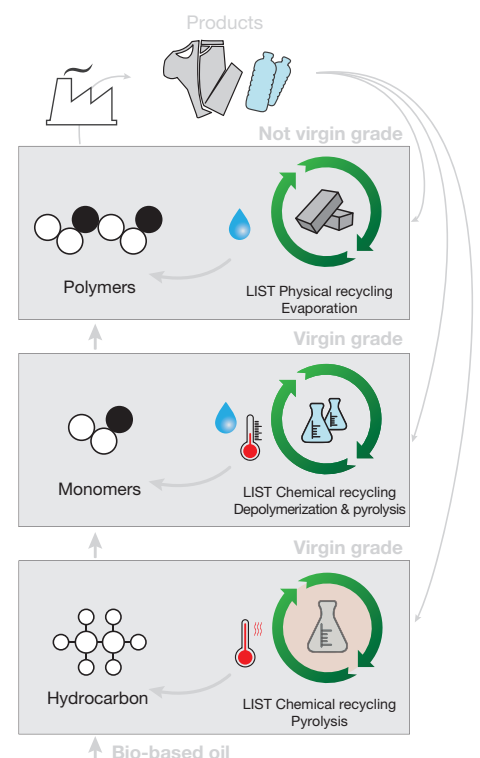 Products
Not virgin grade
Polymers
LIST Physical recycling
Evaporation
Virgin grade
Monomers
LIST Chemical recycling
Depolymerization & pyrolysis
Virgin grade
Hydrocarbon
LIST Chemical recycling
Pyrolysis
Bio-based oil